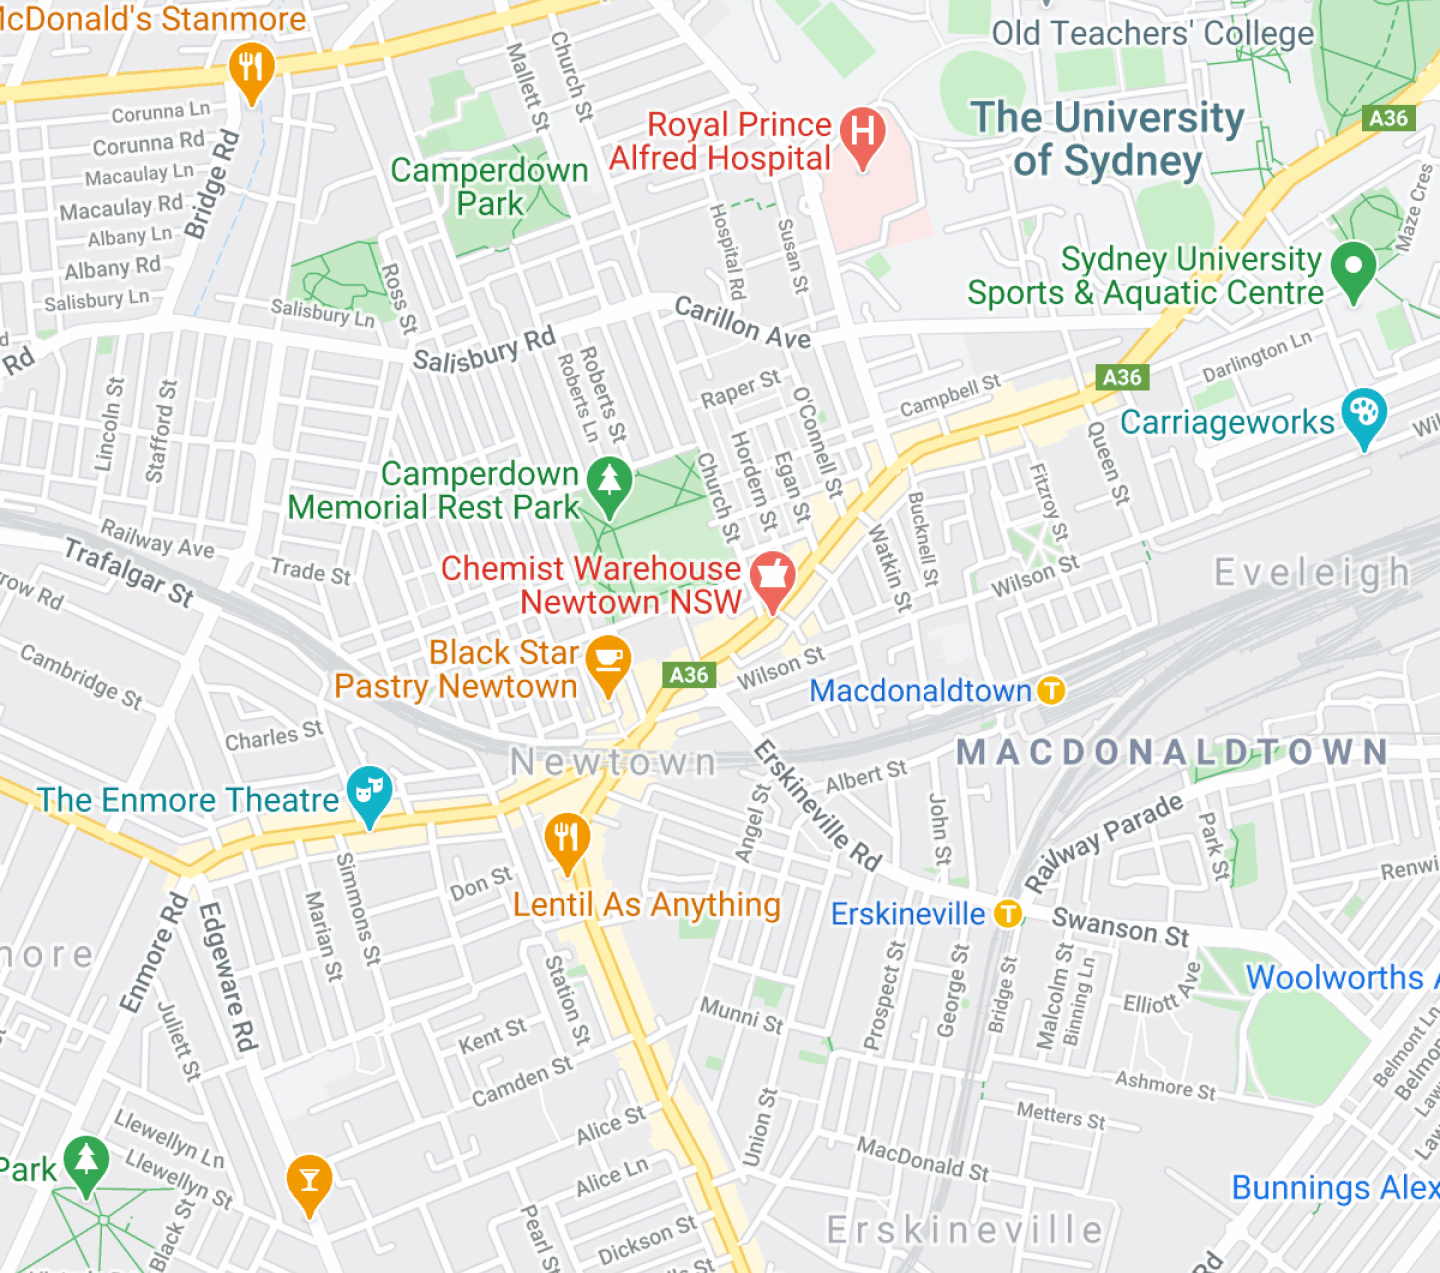 McDonald's Stanmore
Old Teachers' College
Church St
Mallett St
Corunna Ln
Corunna Rd
Macaulay Ln
Macaulay Rd
Albany Ln
Albany Rd
Salisbury Ln
Bridge Rd
Camperdown
Park
Royal Prince
Alfred Hospital
The University
of Sydney
A36
Maze Cres
Hospital Rd
Susan St
Sydney University
Sports & Aquatic Centre
Ross St
Salisbury Ln
Carillon Ave
Salisbury Rd
Rd
Darlington Ln
A36
Lincoln St
Stafford St
Roberts St
Roberts Ln
Raper St
O'Connell St
Campbell St
Carriageworks
Queen St
Camperdown
Memorial Rest Park
Church St
Hordern St
Egan St
Fitzroy St
Bucknell St
Watkin St
Railway Ave
Trafalgar St
Trade St
Chemist Warehouse
Newtown NSW
Wilson St
Eveleigh
row Rd
Cambridge St
Black Star
Pastry Newtown
A36
Wilson St
Macdonaldtown
Charles St
Newtown
MACDONALDTOWN
The Enmore Theatre
Erskineville Rd
Albert St
Angel St
John St
Railway Parade
Park St
Renwi
Simmons St
Marian St
Don St
Lentil As Anything
Erskineville
Swanson St
more
Enmore Rd
Edgeware Rd
Station St
Prospect St
George St
Bridge St
Malcolm St
Binning Ln
Elliott Ave
Woolworths A
Juliett St
Kent St
Munni St
Camden St
Ashmore St
Belmont Ln
Belmor
Law
Law
Metters St
Llewellyn Ln
Llewellyn St
Alice St
Alice Ln
Union St
MacDonald St
Park
Black St
Pearl St
Dickson St
Erskineville
Bunnings Alex
Rd